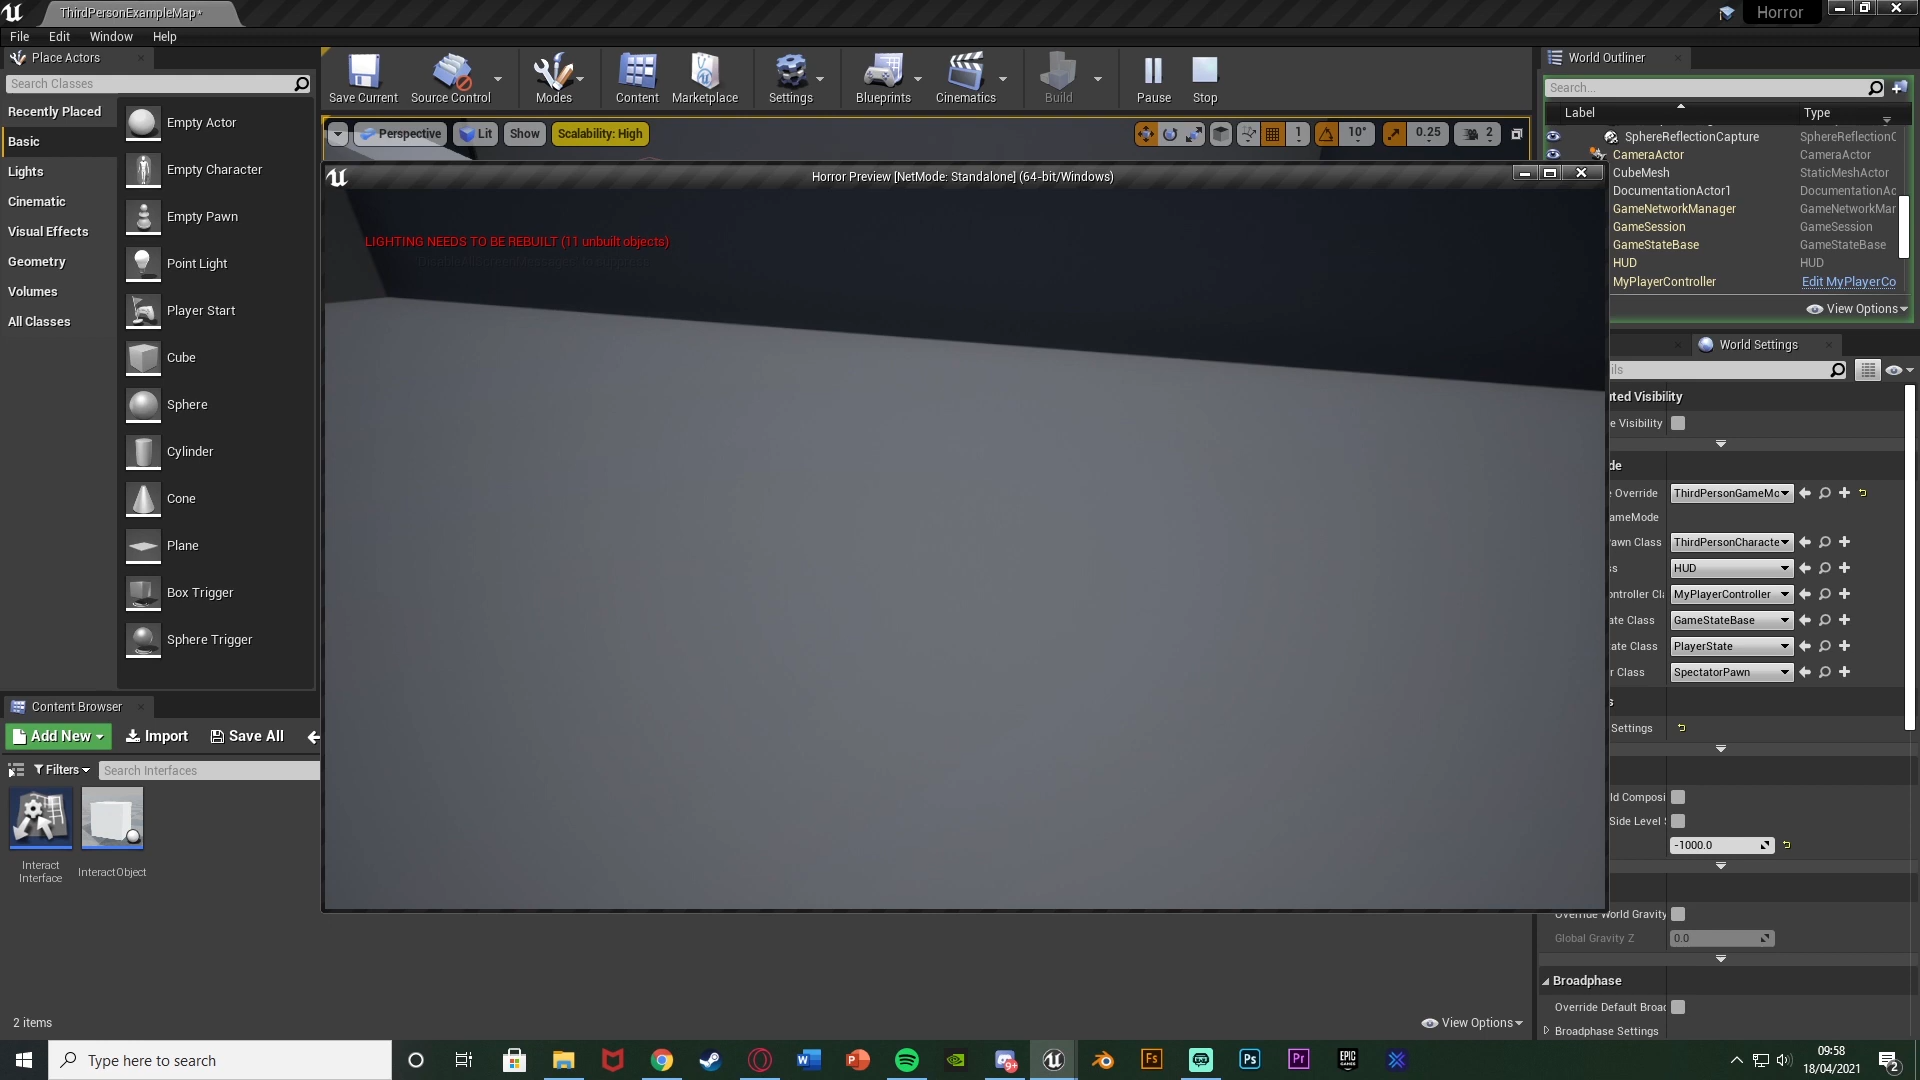 ThirdPersonExampleMap*
Horror
File Edit Window Help
Place Actors
Search Classes
Recently Placed
Basic
Lights
Cinematic
Visual Effects
Geometry
Volumes
All Classes
Empty Actor
Empty Character
Empty Pawn
Point Light
Player Start
Cube
Sphere
Cylinder
Cone
Plane
Box Trigger
Sphere Trigger
Save Current
Source Control
Modes
Content
Marketplace
Settings
Blueprints
Cinematics
Build
Pause
Stop
Perspective
Lit
Show
Scalability: High
1
10°
0.25
2
Horror Preview [NetMode: Standalone] (64-bit/Windows)
LIGHTING NEEDS TO BE REBUILT (11 unbuilt objects)
World Outliner
Search...
Label Type
SphereReflectionCapture SphereReflectionC
CameraActor CameraActor
CubeMesh StaticMeshActor
DocumentationActor1 DocumentationAc
GameNetworkManager GameNetworkMar
GameSession GameSession
GameStateBase GameStateBase
HUD HUD
MyPlayerController Edit MyPlayerCo
View Options
World Settings
ils
ted Visibility
e Visibility
de
e Override ThirdPersonGameMo
ameMode
awn Class ThirdPersonCharacte
ss HUD
ontroller Cla MyPlayerController
ate Class GameStateBase
tate Class PlayerState
r Class SpectatorPawn
s
Settings
ld Composi
Side Level S
-1000.0
Override World Gravity
Global Gravity Z 0.0
Broadphase
Override Default Broad
Broadphase Settings
Content Browser
Add New Import Save All
Filters Search Interfaces
Interact
Interface
InteractObject
2 items
View Options
Type here to search
09:58
18/04/2021